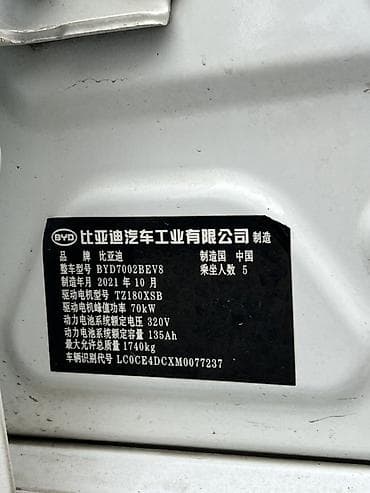 BYD 比亚迪汽车工业有限公司 制造
品 牌 比亚迪 制造国 中国
整车型号 BYD7002BEV8 乘坐人数 5
制造年月 2021 年 10 月
驱动电机型号 TZ180XSB
驱动电机峰值功率 70kW
动力电池系统额定电压 320V
动力电池系统额定容量 135Ah
最大允许总质量 1740kg
车辆识别代号 LC0CE4DCXM0077237